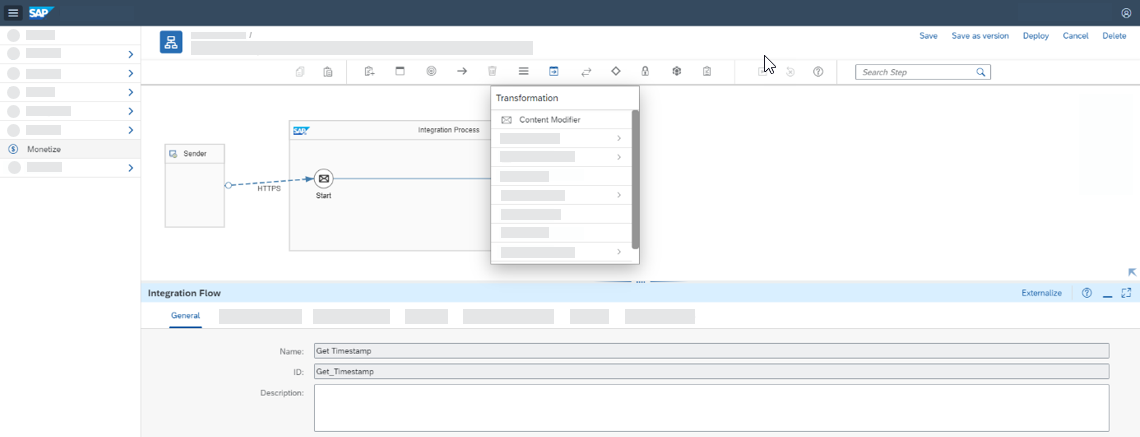 SAP
/
Save Save as version Deploy Cancel Delete
Search Step
Transformation
Content Modifier
SAP Integration Process
Sender
Monetize
HTTPS
Start
Integration Flow
Externalize
General
Name: Get Timestamp
ID: Get_Timestamp
Description: